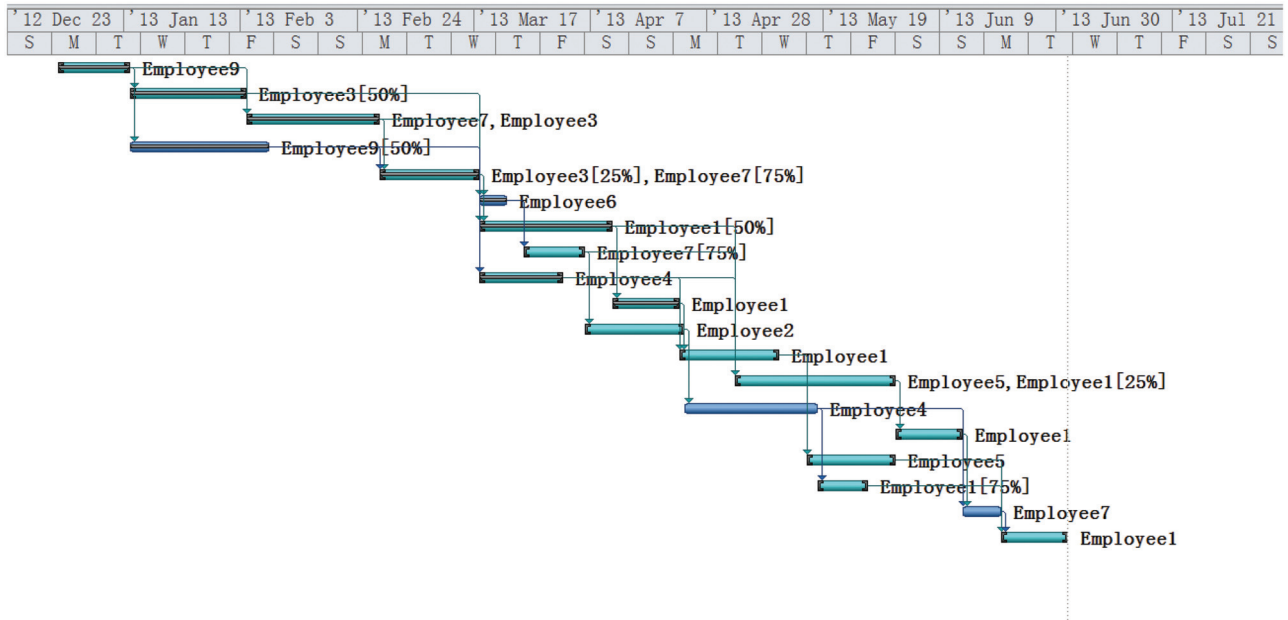 '12 Dec 23 '13 Jan 13 '13 Feb 3 '13 Feb 24 '13 Mar 17 '13 Apr 7 '13 Apr 28 '13 May 19 '13 Jun 9 '13 Jun 30 '13 Jul 21
S M T W T F S S M T W T F S S M T W T F S S M T W T F S S
Employee9
Employee3[50%]
Employee7, Employee3
Employee9[50%]
Employee3[25%], Employee7[75%]
Employee6
Employee1[50%]
Employee7[75%]
Employee4
Employee1
Employee2
Employee1
Employee5, Employee1[25%]
Employee4
Employee1
Employee5
Employee1[75%]
Employee7
Employee1